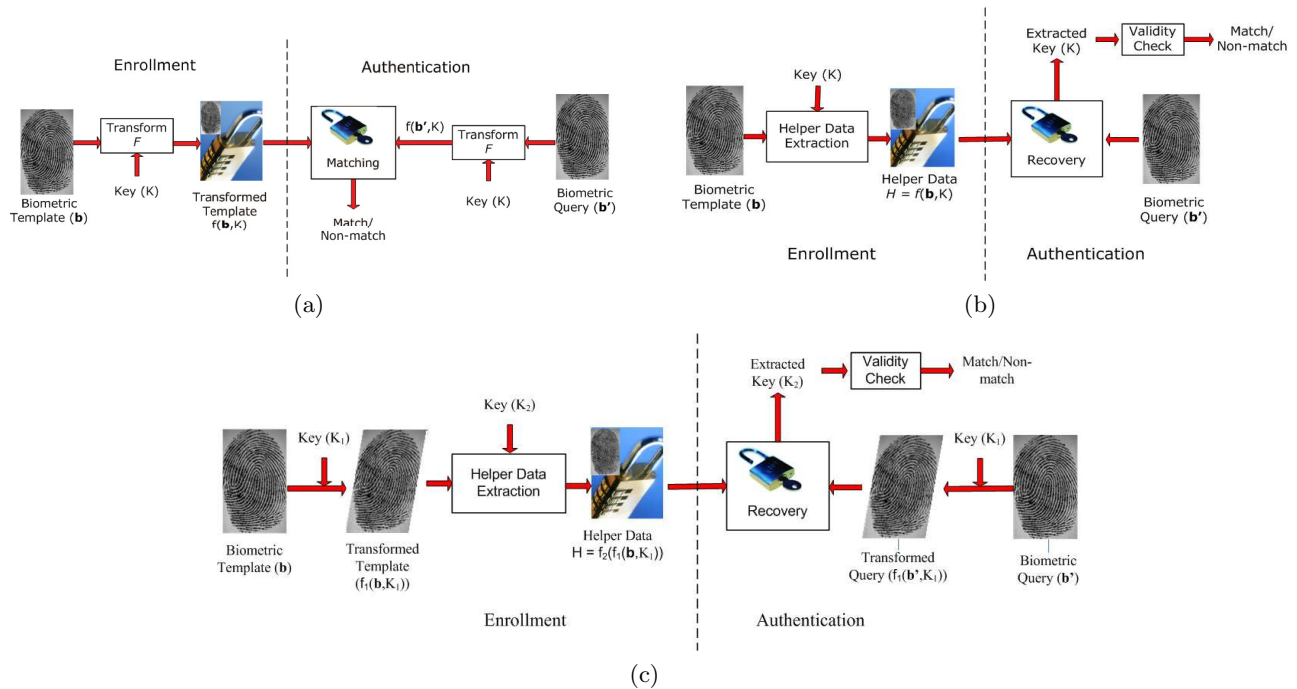 Enrollment
Authentication
Biometric
Template (b)
Transform
F
Key (K)
Transformed
Template
f(b,K)
Matching
Match/
Non-match
f(b',K)
Transform
F
Key (K)
Biometric
Query (b')
(a)
Key (K)
Biometric
Template (b)
Helper Data
Extraction
Helper Data
H = f(b,K)
Enrollment
Extracted
Key (K)
Validity
Check
Match/
Non-match
Recovery
Biometric
Query (b')
Authentication
(b)
Key (K₁)
Biometric
Template (b)
Transformed
Template
(f₁(b,K₁))
Key (K₂)
Helper Data
Extraction
Helper Data
H = f₂(f₁(b,K₁))
Enrollment
Extracted
Key (K₂)
Validity
Check
Match/Non-
match
Recovery
Key (K₁)
Transformed
Query (f₁(b',K₁))
Biometric
Query (b')
Authentication
(c)